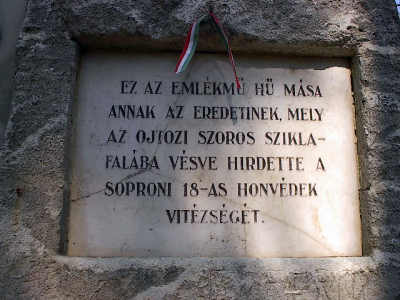 EZ AZ EMLÉKMŰ HŰ MÁSA
ANNAK AZ EREDETINEK, MELY
AZ OJTOZI SZOROS SZIKLA-
FALÁBA VÉSVE HIRDETTE A
SOPRONI 18-AS HONVÉDEK
VITÉZSÉGÉT.